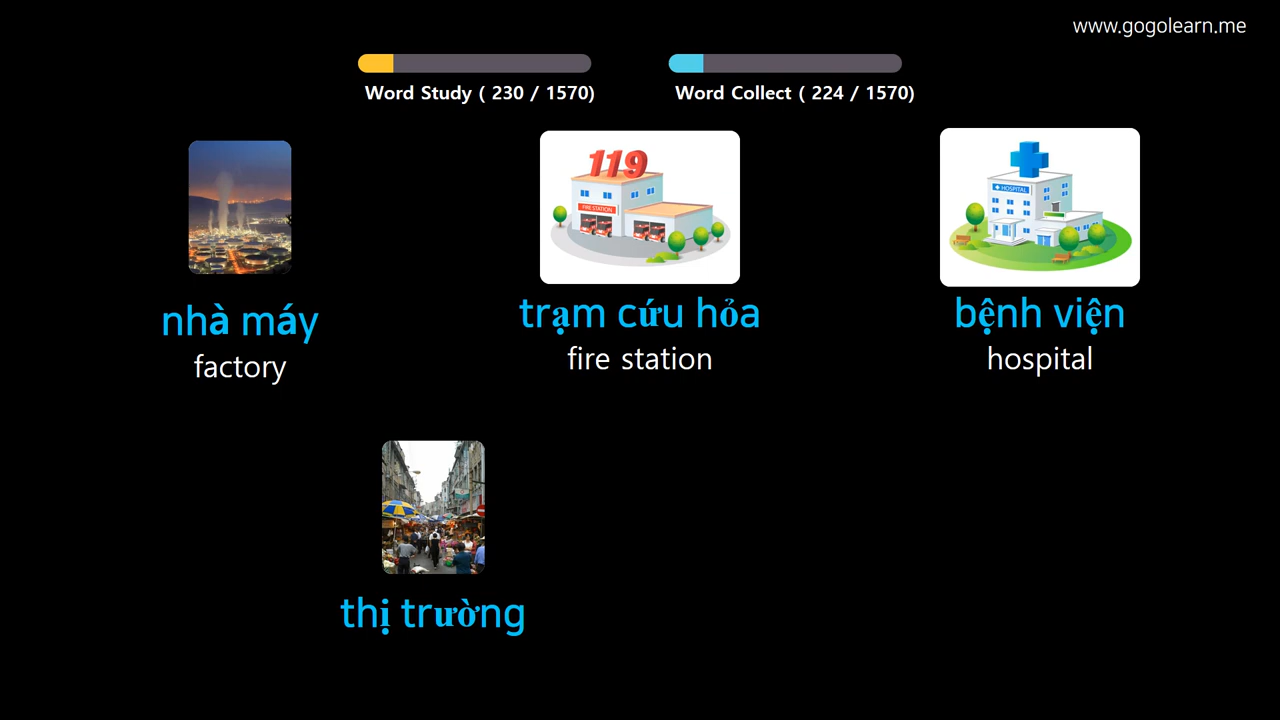 www.gogolearn.me
Word Study ( 230 / 1570)
Word Collect ( 224 / 1570)
119
FIRE STATION
HOSPITAL
nhà máy
factory
trạm cứu hỏa
fire station
bệnh viện
hospital
thị trường